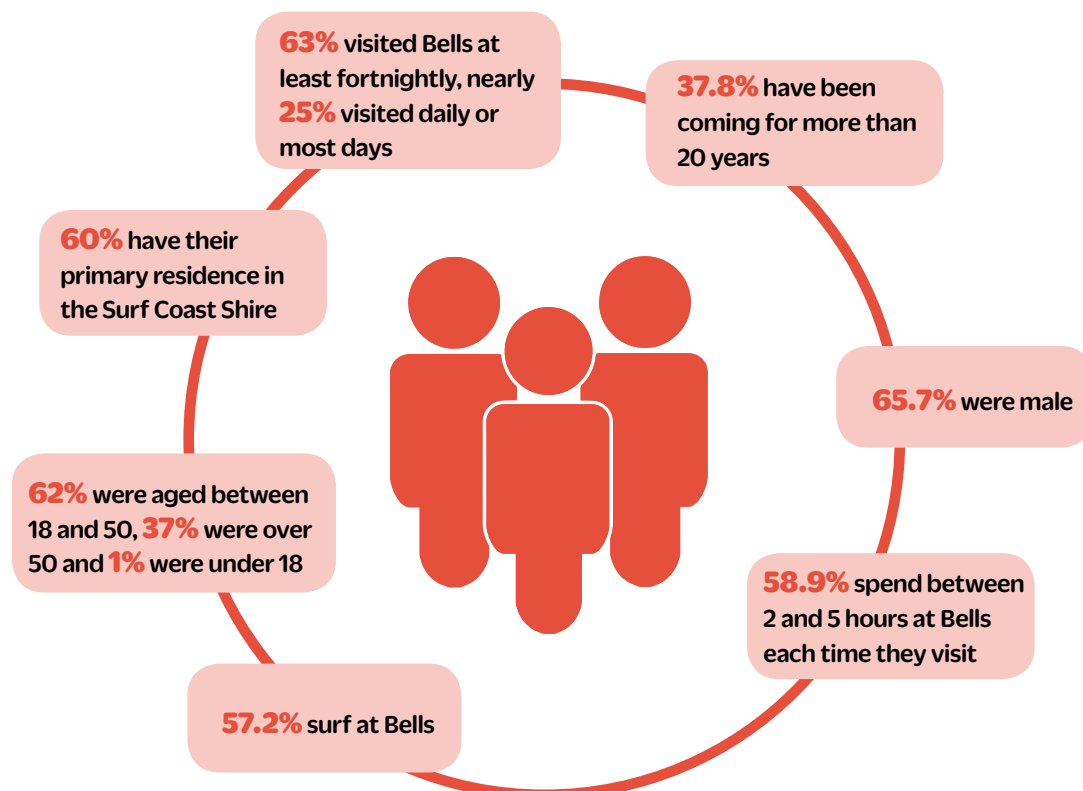 63% visited Bells at
least fortnightly, nearly
25% visited daily or
most days
37.8% have been
coming for more than
20 years
60% have their
primary residence in
the Surf Coast Shire
65.7% were male
62% were aged between
18 and 50, 37% were over
50 and 1% were under 18
58.9% spend between
2 and 5 hours at Bells
each time they visit
57.2% surf at Bells